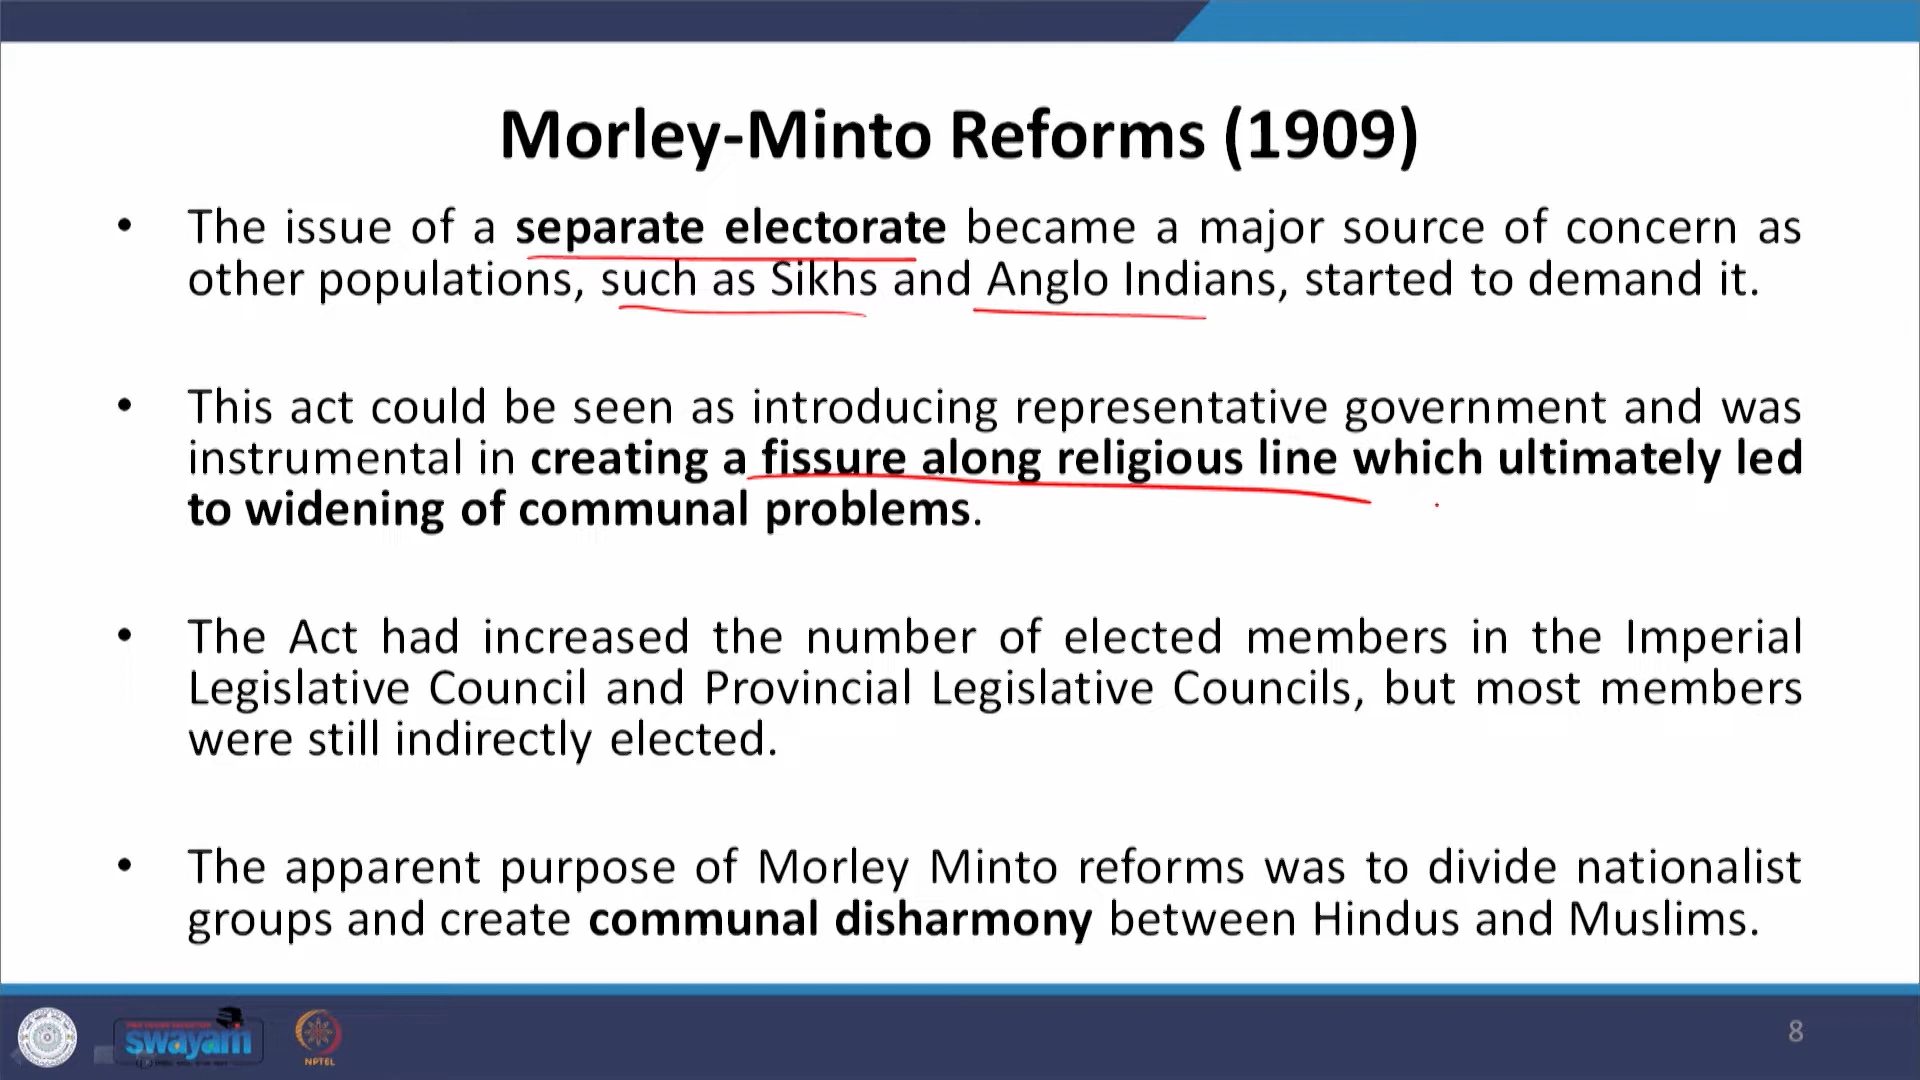 Morley-Minto Reforms (1909)
• The issue of a separate electorate became a major source of concern as
other populations, such as Sikhs and Anglo Indians, started to demand it.
• This act could be seen as introducing representative government and was
instrumental in creating a fissure along religious line which ultimately led
to widening of communal problems.
• The Act had increased the number of elected members in the Imperial
Legislative Council and Provincial Legislative Councils, but most members
were still indirectly elected.
• The apparent purpose of Morley Minto reforms was to divide nationalist
groups and create communal disharmony between Hindus and Muslims.
swayam
NPTEL
8